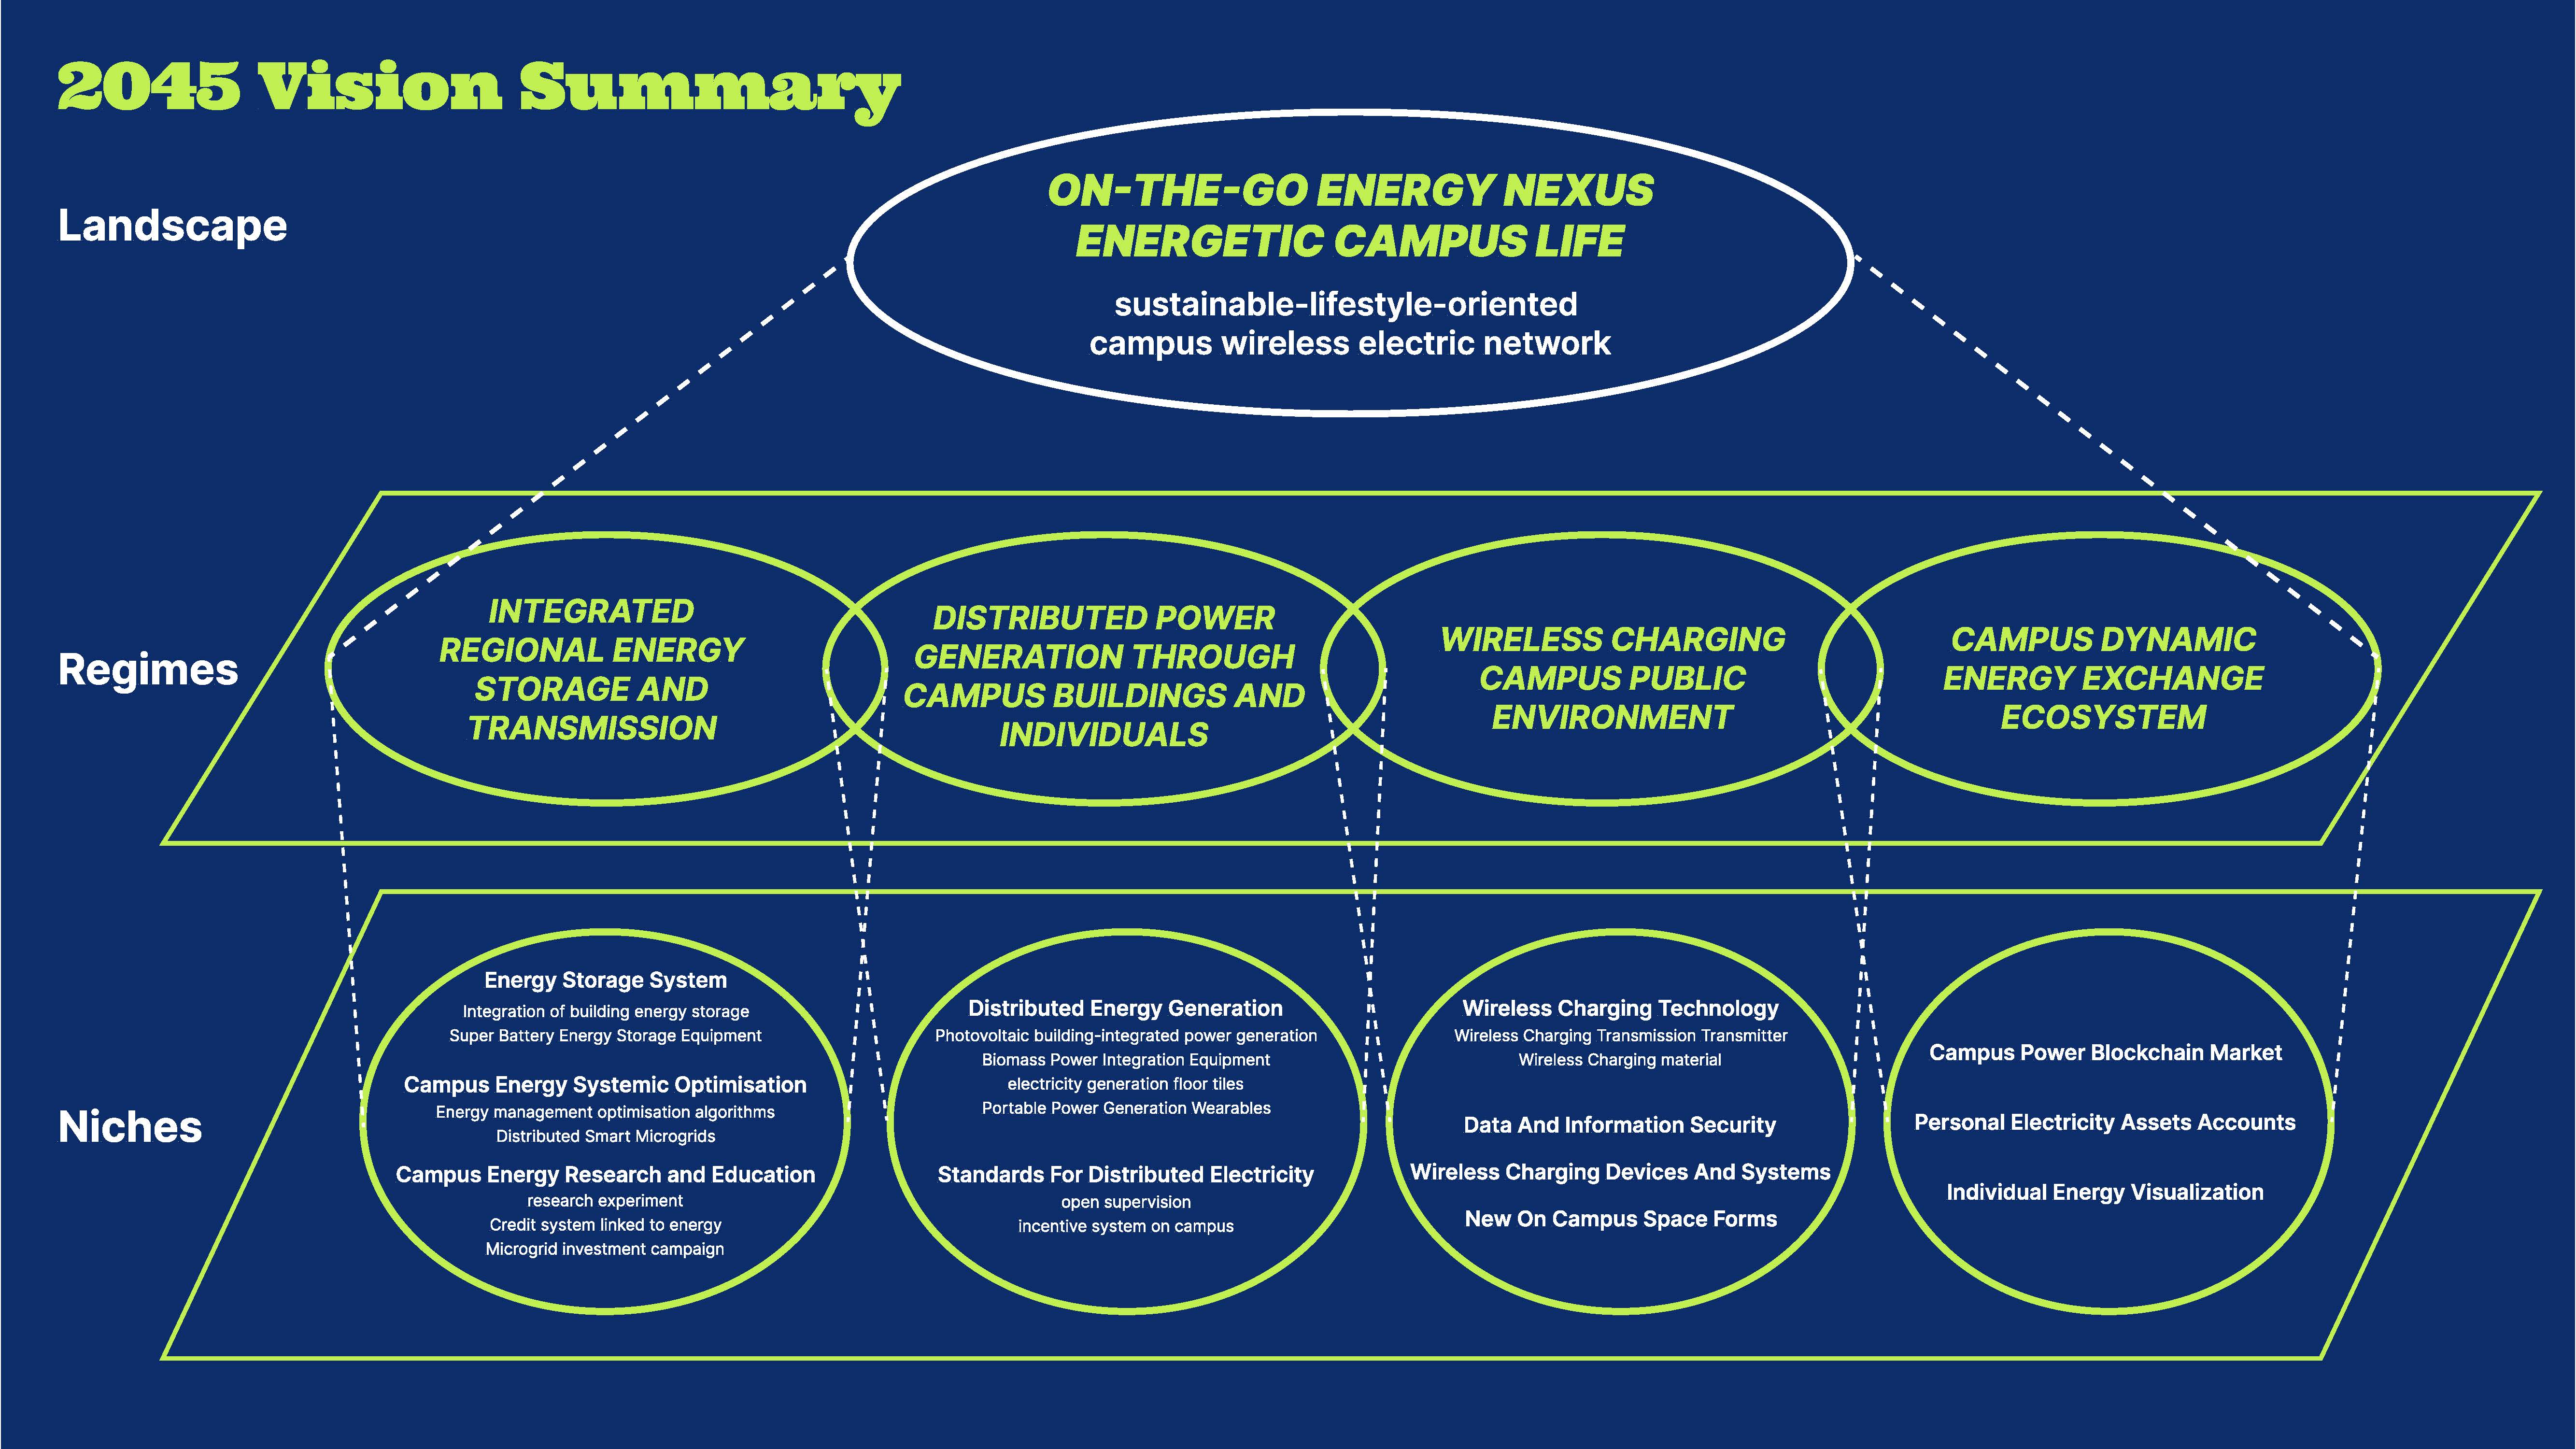 2045 Vision Summary
Landscape
ON-THE-GO ENERGY NEXUS
ENERGETIC CAMPUS LIFE
sustainable-lifestyle-oriented
campus wireless electric network
Regimes
INTEGRATED
REGIONAL ENERGY
STORAGE AND
TRANSMISSION
DISTRIBUTED POWER
GENERATION THROUGH
CAMPUS BUILDINGS AND
INDIVIDUALS
WIRELESS CHARGING
CAMPUS PUBLIC
ENVIRONMENT
CAMPUS DYNAMIC
ENERGY EXCHANGE
ECOSYSTEM
Niches
Energy Storage System
Integration of building energy storage
Super Battery Energy Storage Equipment
Campus Energy Systemic Optimisation
Energy management optimisation algorithms
Distributed Smart Microgrids
Campus Energy Research and Education
research experiment
Credit system linked to energy
Microgrid investment campaign
Distributed Energy Generation
Photovoltaic building-integrated power generation
Biomass Power Integration Equipment
electricity generation floor tiles
Portable Power Generation Wearables
Standards For Distributed Electricity
open supervision
incentive system on campus
Wireless Charging Technology
Wireless Charging Transmission Transmitter
Wireless Charging material
Data And Information Security
Wireless Charging Devices And Systems
New On Campus Space Forms
Campus Power Blockchain Market
Personal Electricity Assets Accounts
Individual Energy Visualization